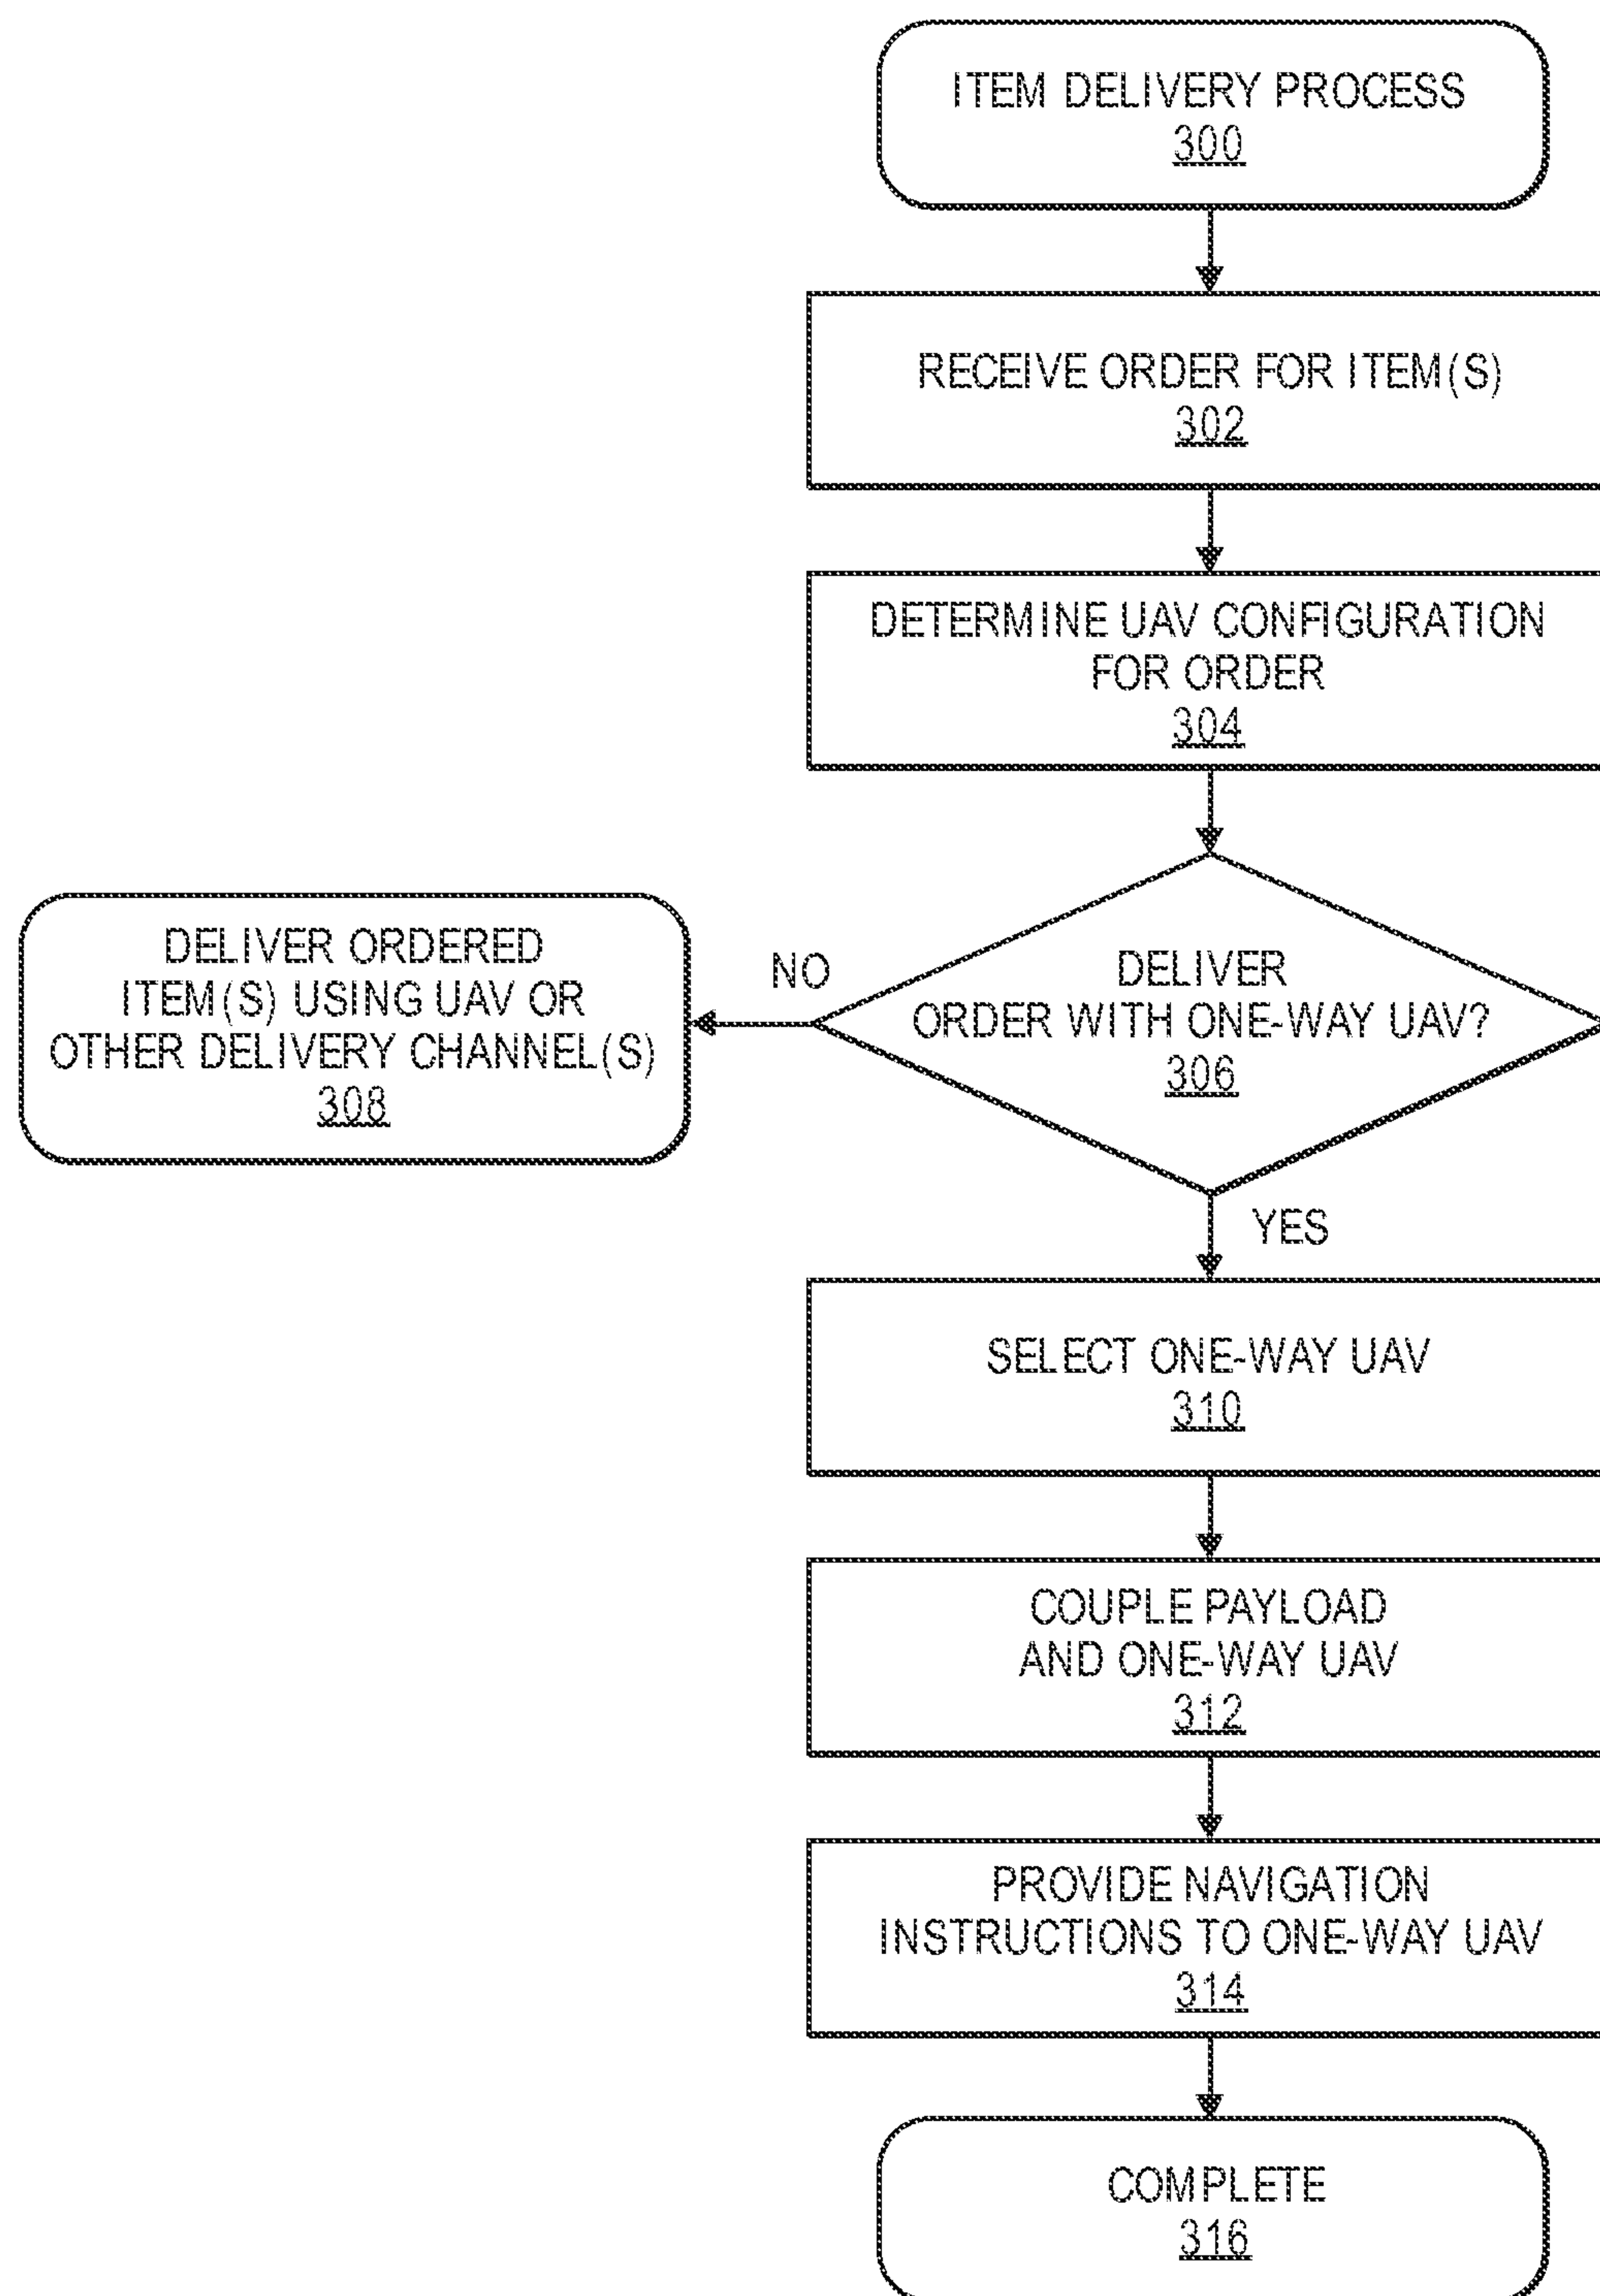 ITEM DELIVERY PROCESS
300
RECEIVE ORDER FOR ITEM(S)
302
DETERMINE UAV CONFIGURATION
FOR ORDER
304
DELIVER
ORDER WITH ONE-WAY UAV?
306
NO
DELIVER ORDERED
ITEM(S) USING UAV OR
OTHER DELIVERY CHANNEL(S)
308
YES
SELECT ONE-WAY UAV
310
COUPLE PAYLOAD
AND ONE-WAY UAV
312
PROVIDE NAVIGATION
INSTRUCTIONS TO ONE-WAY UAV
314
COMPLETE
316